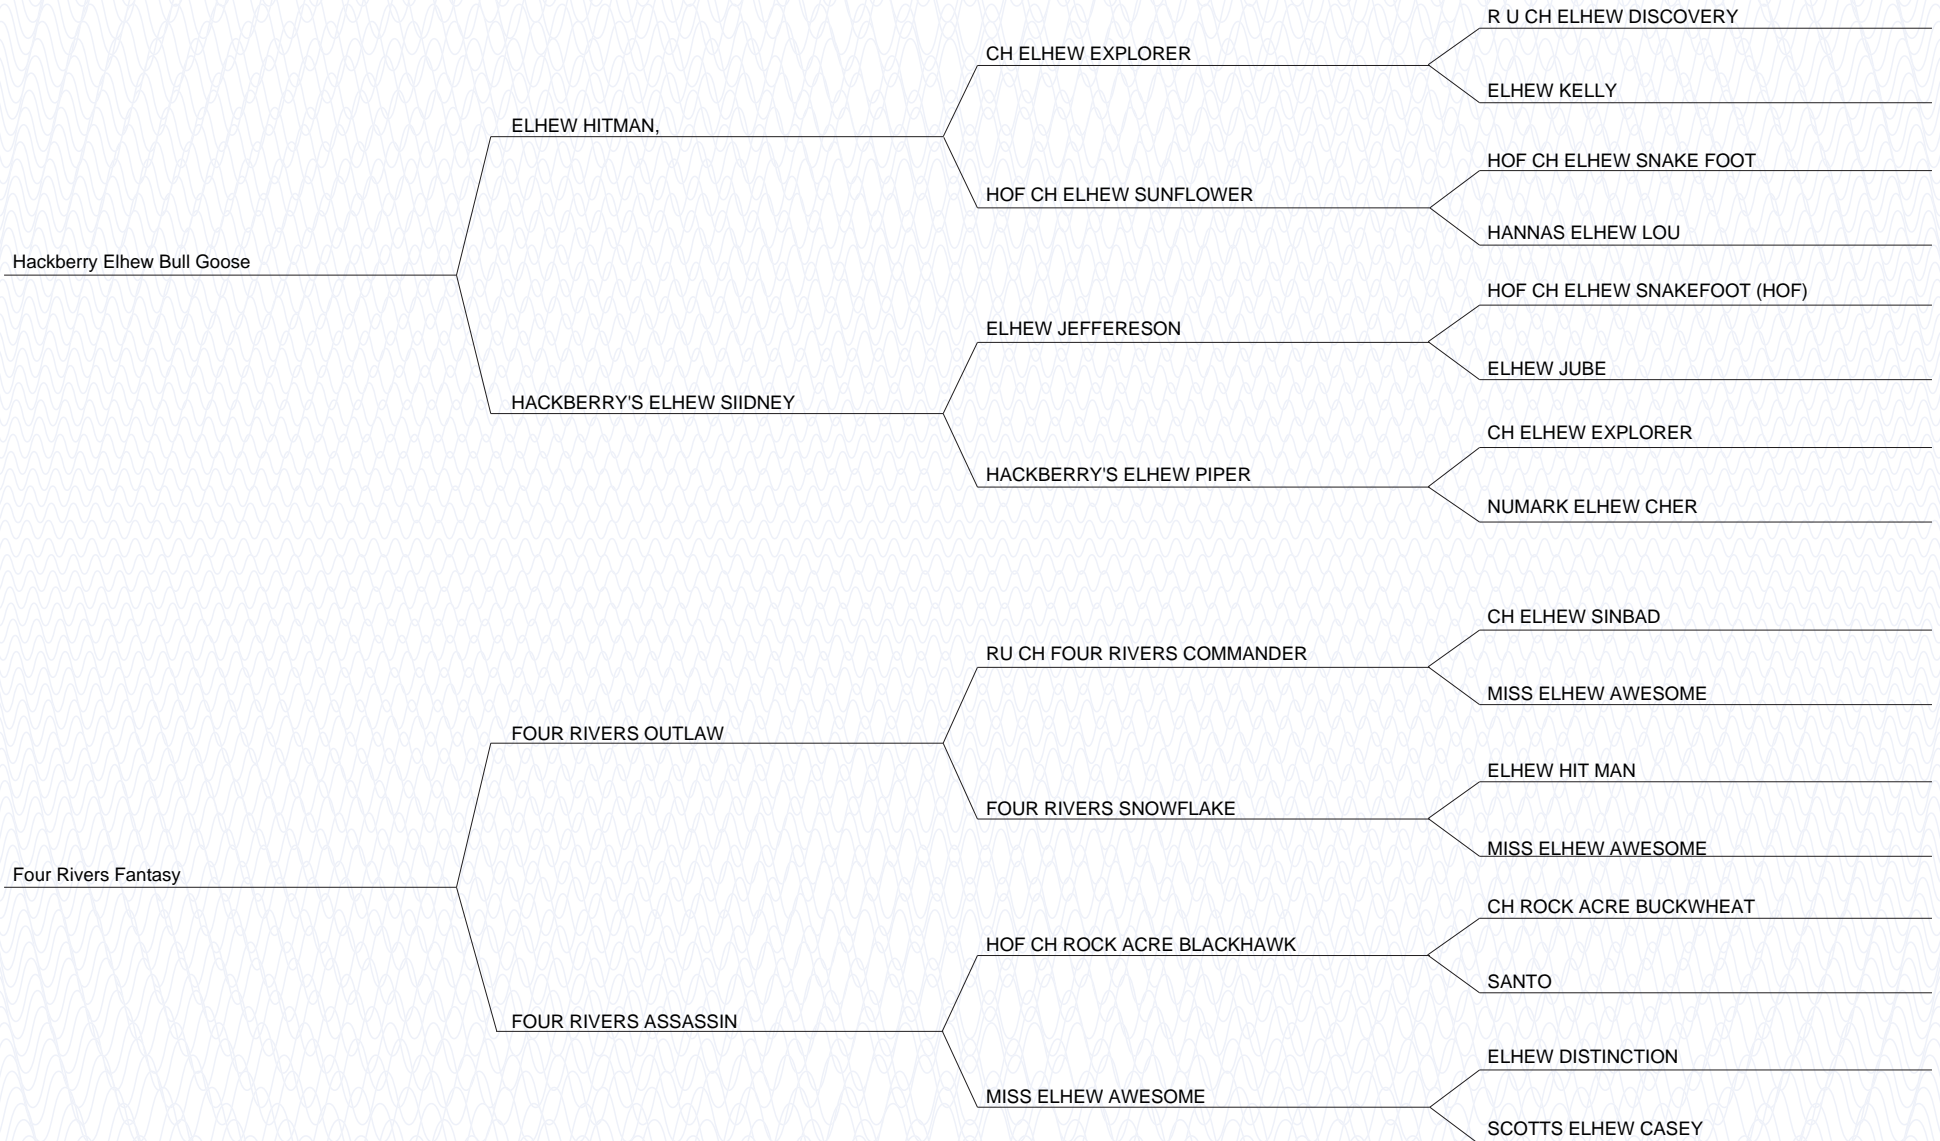 R U CH ELHEW DISCOVERY
CH ELHEW EXPLORER
ELHEW KELLY
ELHEW HITMAN,
HOF CH ELHEW SNAKE FOOT
HOF CH ELHEW SUNFLOWER
HANNAS ELHEW LOU
Hackberry Elhew Bull Goose
HOF CH ELHEW SNAKEFOOT (HOF)
ELHEW JEFFERESON
ELHEW JUBE
HACKBERRY'S ELHEW SIIDNEY
CH ELHEW EXPLORER
HACKBERRY'S ELHEW PIPER
NUMARK ELHEW CHER
CH ELHEW SINBAD
RU CH FOUR RIVERS COMMANDER
MISS ELHEW AWESOME
FOUR RIVERS OUTLAW
ELHEW HIT MAN
FOUR RIVERS SNOWFLAKE
MISS ELHEW AWESOME
Four Rivers Fantasy
CH ROCK ACRE BUCKWHEAT
HOF CH ROCK ACRE BLACKHAWK
SANTO
FOUR RIVERS ASSASSIN
ELHEW DISTINCTION
MISS ELHEW AWESOME
SCOTTS ELHEW CASEY